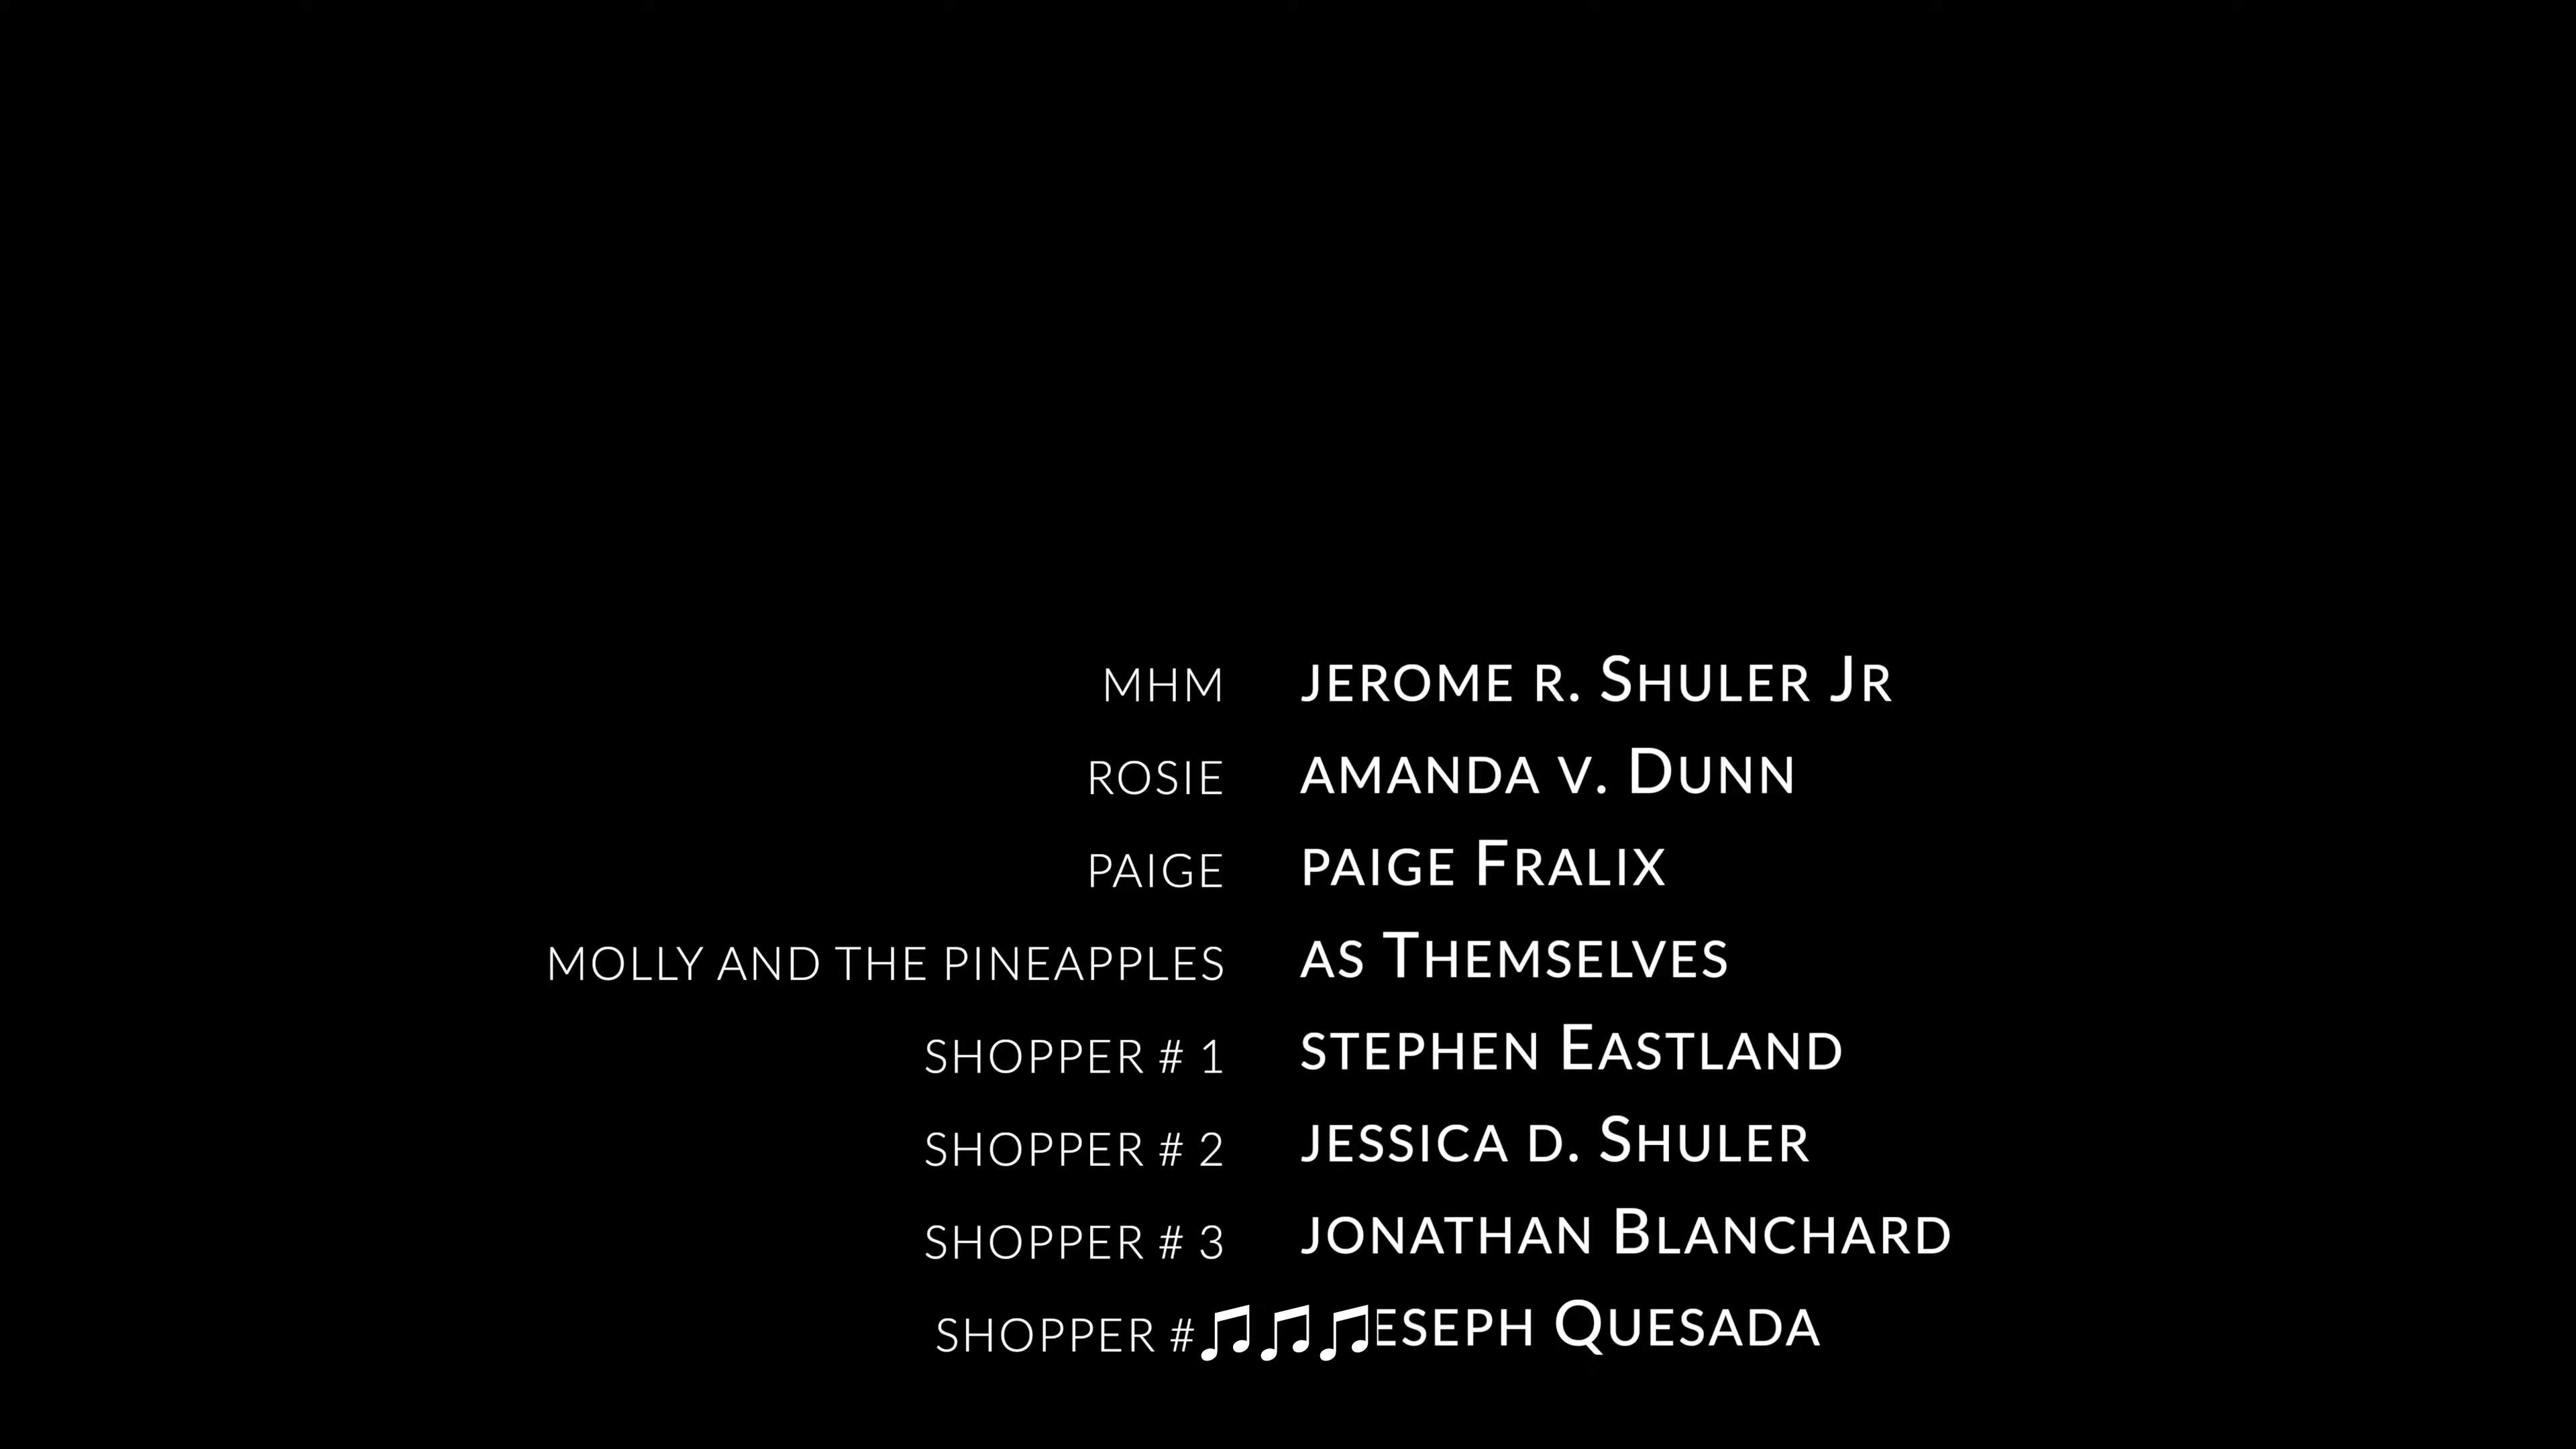 MHM JEROME R. SHULER JR
ROSIE AMANDA V. DUNN
PAIGE PAIGE FRALIX
MOLLY AND THE PINEAPPLES AS THEMSELVES
SHOPPER # 1 STEPHEN EASTLAND
SHOPPER # 2 JESSICA D. SHULER
SHOPPER # 3 JONATHAN BLANCHARD
SHOPPER # ♫♫♫ QUESADA